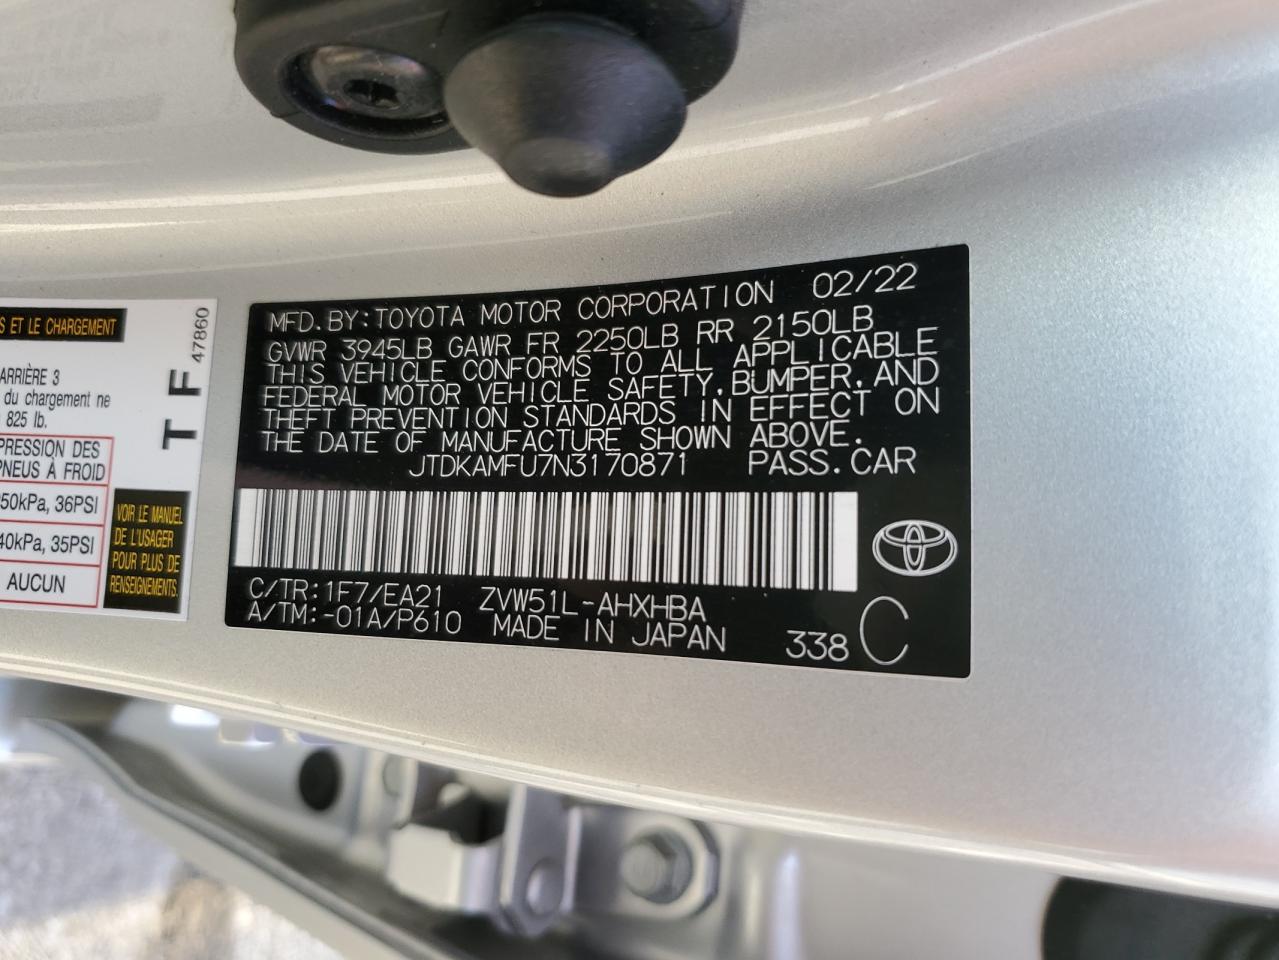 S ET LE CHARGEMENT
47860
T F
ARRIÈRE 3
du chargement ne
825 lb.
PRESSION DES
PNEUS À FROID
250kPa, 36PSI
240kPa, 35PSI
AUCUN
VOIR LE MANUEL
DE L'USAGER
POUR PLUS DE
RENSEIGNEMENTS.
MFD.BY:TOYOTA MOTOR CORPORATION 02/22
GVWR 3945LB GAWR FR 2250LB RR 2150LB
THIS VEHICLE CONFORMS TO ALL APPLICABLE
FEDERAL MOTOR VEHICLE SAFETY,BUMPER,AND
THEFT PREVENTION STANDARDS IN EFFECT ON
THE DATE OF MANUFACTURE SHOWN ABOVE.
JTDKAMFU7N3170871 PASS.CAR
C/TR:1F7/EA21 ZVW51L-AHXHBA
A/TM:-01A/P610 MADE IN JAPAN 338 C